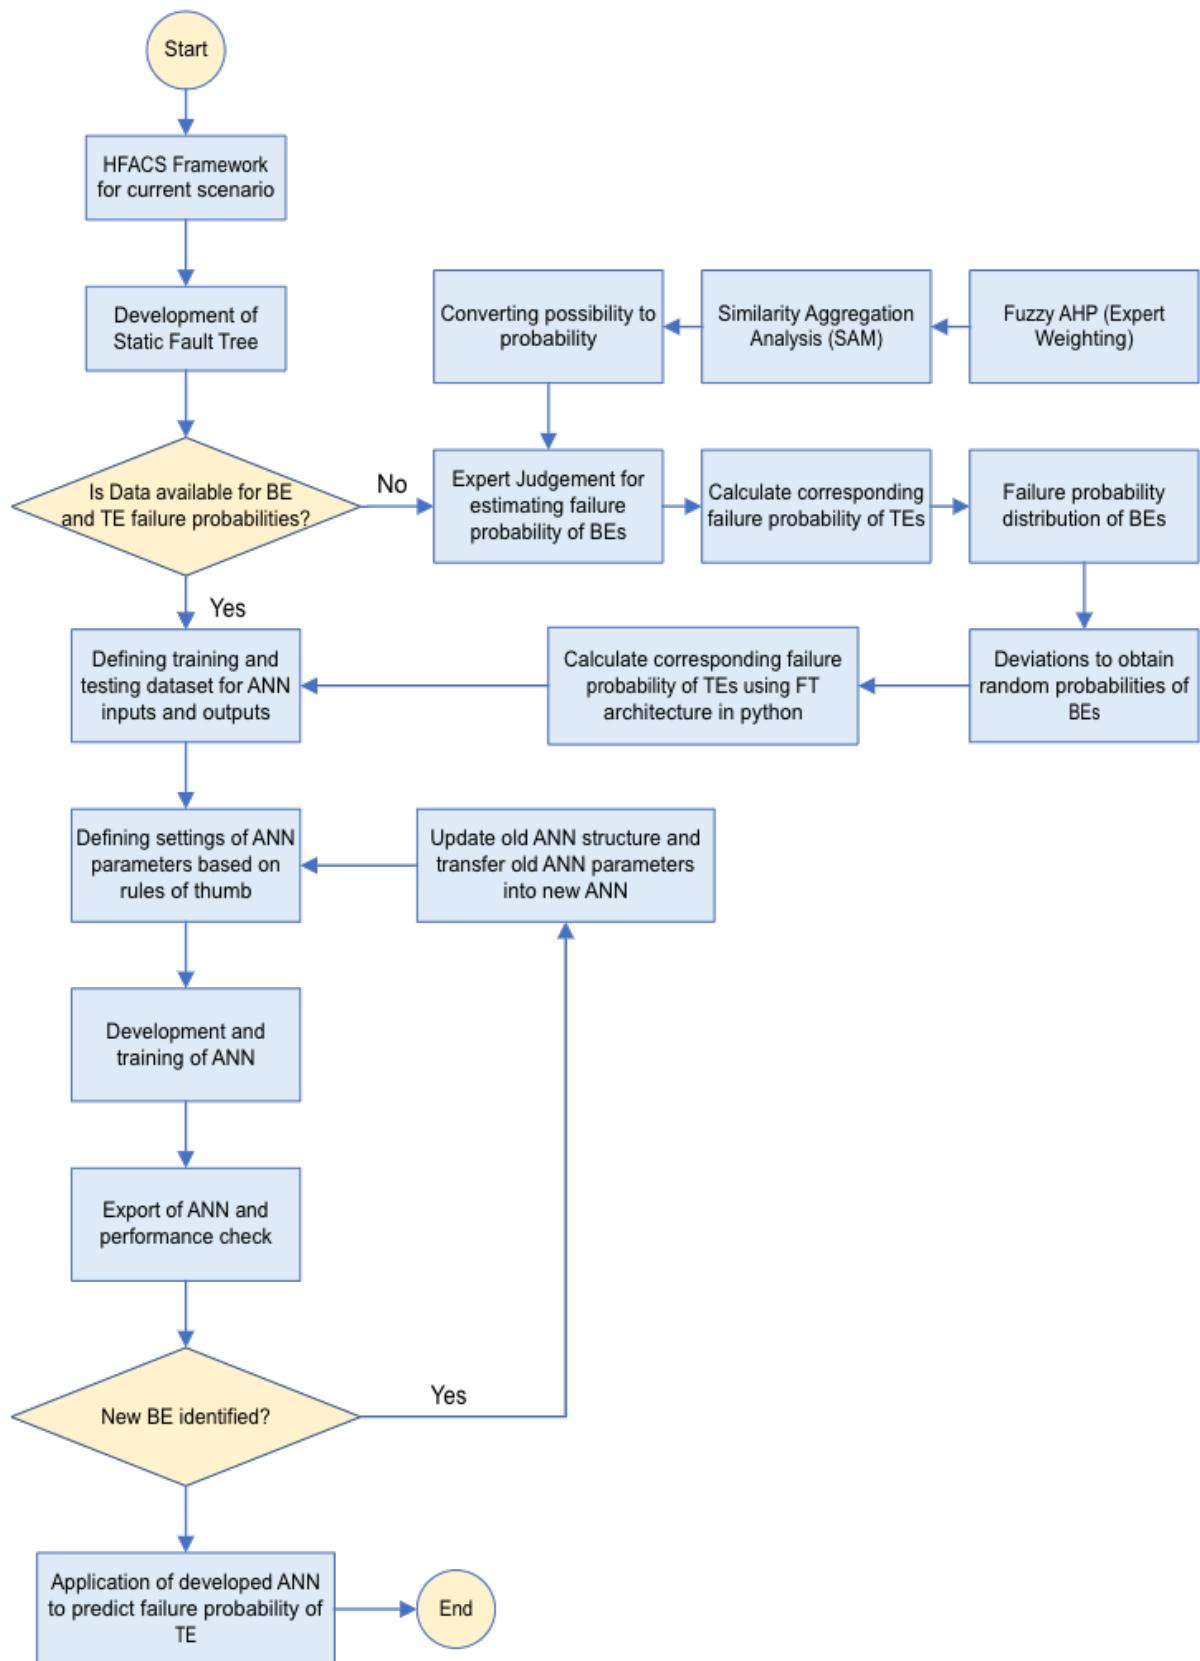 Start
HFACS Framework
for current scenario
Development of
Static Fault Tree
Converting possibility to
probability
Similarity Aggregation
Analysis (SAM)
Fuzzy AHP (Expert
Weighting)
Is Data available for BE
and TE failure probabilities?
No
Expert Judgement for
estimating failure
probability of BEs
Calculate corresponding
failure probability of TEs
Failure probability
distribution of BEs
Yes
Defining training and
testing dataset for ANN
inputs and outputs
Calculate corresponding failure
probability of TEs using FT
architecture in python
Deviations to obtain
random probabilities of
BEs
Defining settings of ANN
parameters based on
rules of thumb
Update old ANN structure and
transfer old ANN parameters
into new ANN
Development and
training of ANN
Export of ANN and
performance check
New BE identified?
Yes
Application of developed ANN
to predict failure probability of
TE
End